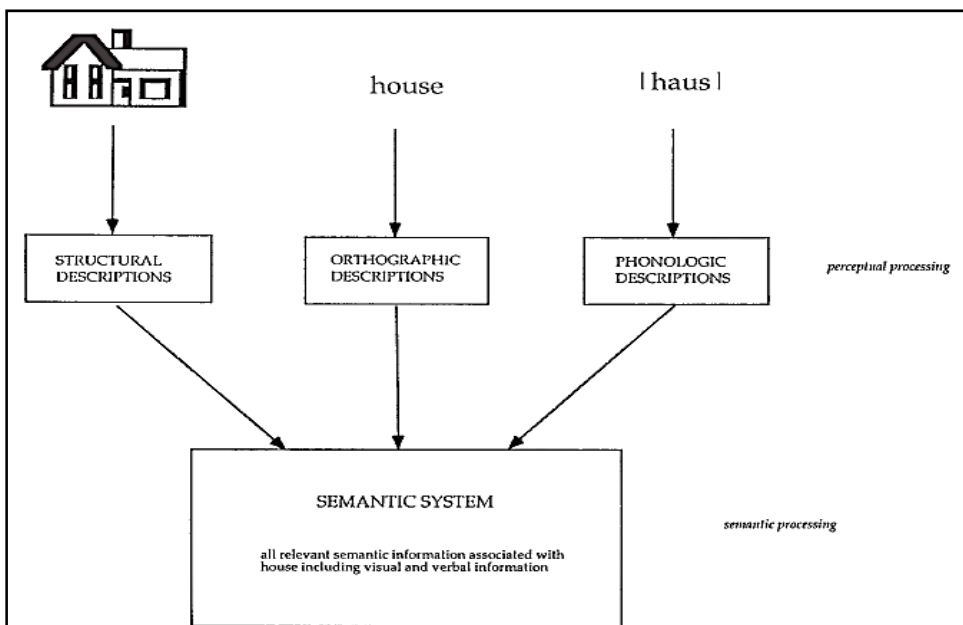 house
|haus|
STRUCTURAL
DESCRIPTIONS
ORTHOGRAPHIC
DESCRIPTIONS
PHONOLOGIC
DESCRIPTIONS
perceptual processing
SEMANTIC SYSTEM
all relevant semantic information associated with
house including visual and verbal information
semantic processing